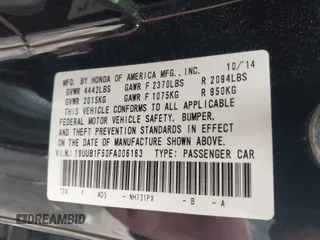 MFD. BY HONDA OF AMERICA MFG., INC. 10/14
GVWR 4442LBS GAWR F 2370LBS R 2094LBS
GVWR 2015KG GAWR F 1075KG R 950KG
THIS VEHICLE CONFORMS TO ALL APPLICABLE
FEDERAL MOTOR VEHICLE SAFETY, BUMPER,
AND THEFT PREVENTION STANDARDS IN
EFFECT ON THE DATE OF MANUFACTURE
SHOWN ABOVE.
V.I.N.: 19UUB1F50FA006163 TYPE: PASSENGER CAR
TZ4 A05 - NH731PX - B - A
DREAMBID